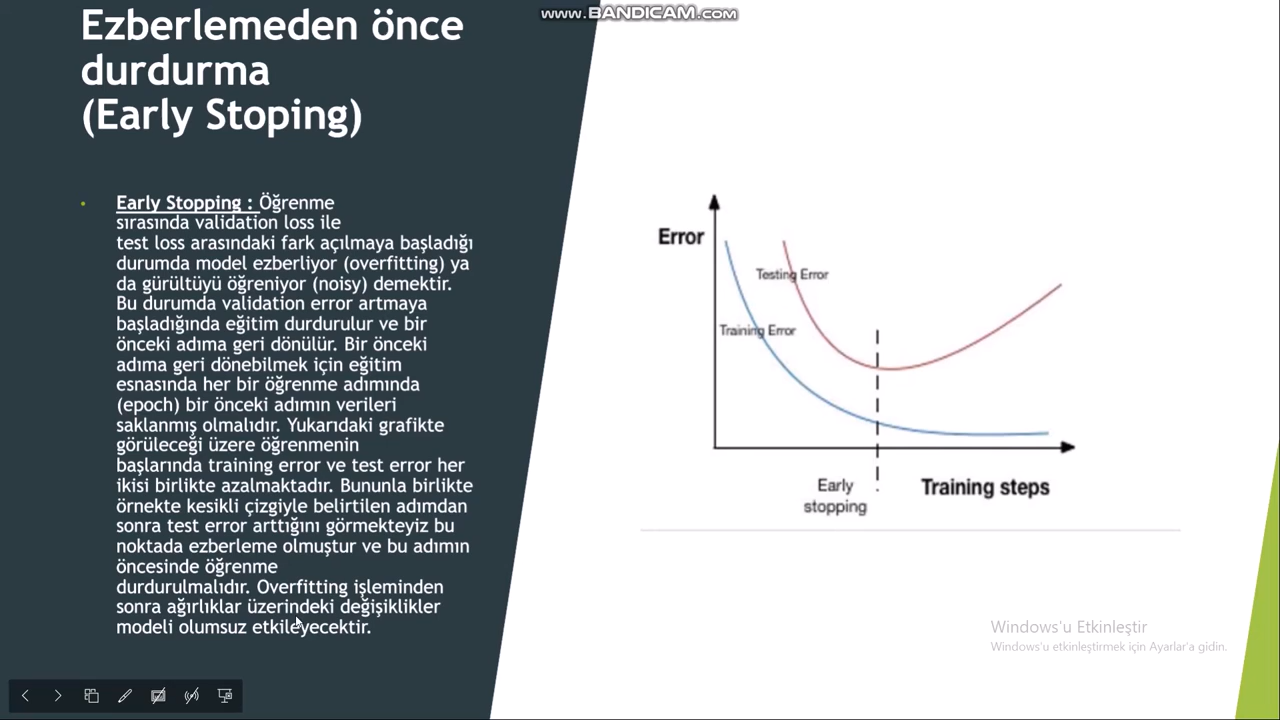 www.BANDICAM.com
Ezberlemeden önce
durdurma
(Early Stoping)
Early Stopping : Öğrenme
sırasında validation loss ile
test loss arasındaki fark açılmaya başladığı
durumda model ezberliyor (overfitting) ya
da gürültüyü öğreniyor (noisy) demektir.
Bu durumda validation error artmaya
başladığında eğitim durdurulur ve bir
önceki adıma geri dönülür. Bir önceki
adıma geri dönebilmek için eğitim
esnasında her bir öğrenme adımında
(epoch) bir önceki adımın verileri
saklanmış olmalıdır. Yukarıdaki grafikte
görüleceği üzere öğrenmenin
başlarında training error ve test error her
ikisi birlikte azalmaktadır. Bununla birlikte
örnekte kesikli çizgiyle belirtilen adımdan
sonra test error arttığını görmekteyiz bu
noktada ezberleme olmuştur ve bu adımın
öncesinde öğrenme
durdurulmalıdır. Overfitting işleminden
sonra ağırlıklar üzerindeki değişiklikler
modeli olumsuz etkileyecektir.
Error
Testing Error
Training Error
Early
stopping
Training steps
Windows'u Etkinleştir
Windows'u etkinleştirmek için Ayarlar'a gidin.